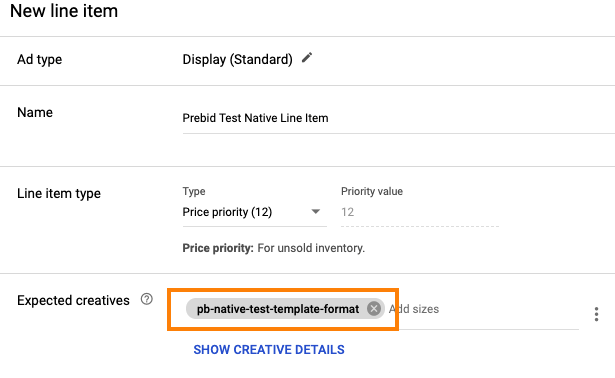 New line item
Ad type
Display (Standard)
Name
Prebid Test Native Line Item
Line item type
Type
Priority value
Price priority (12)
12
Price priority: For unsold inventory.
Expected creatives
pb-native-test-template-format
Add sizes
SHOW CREATIVE DETAILS